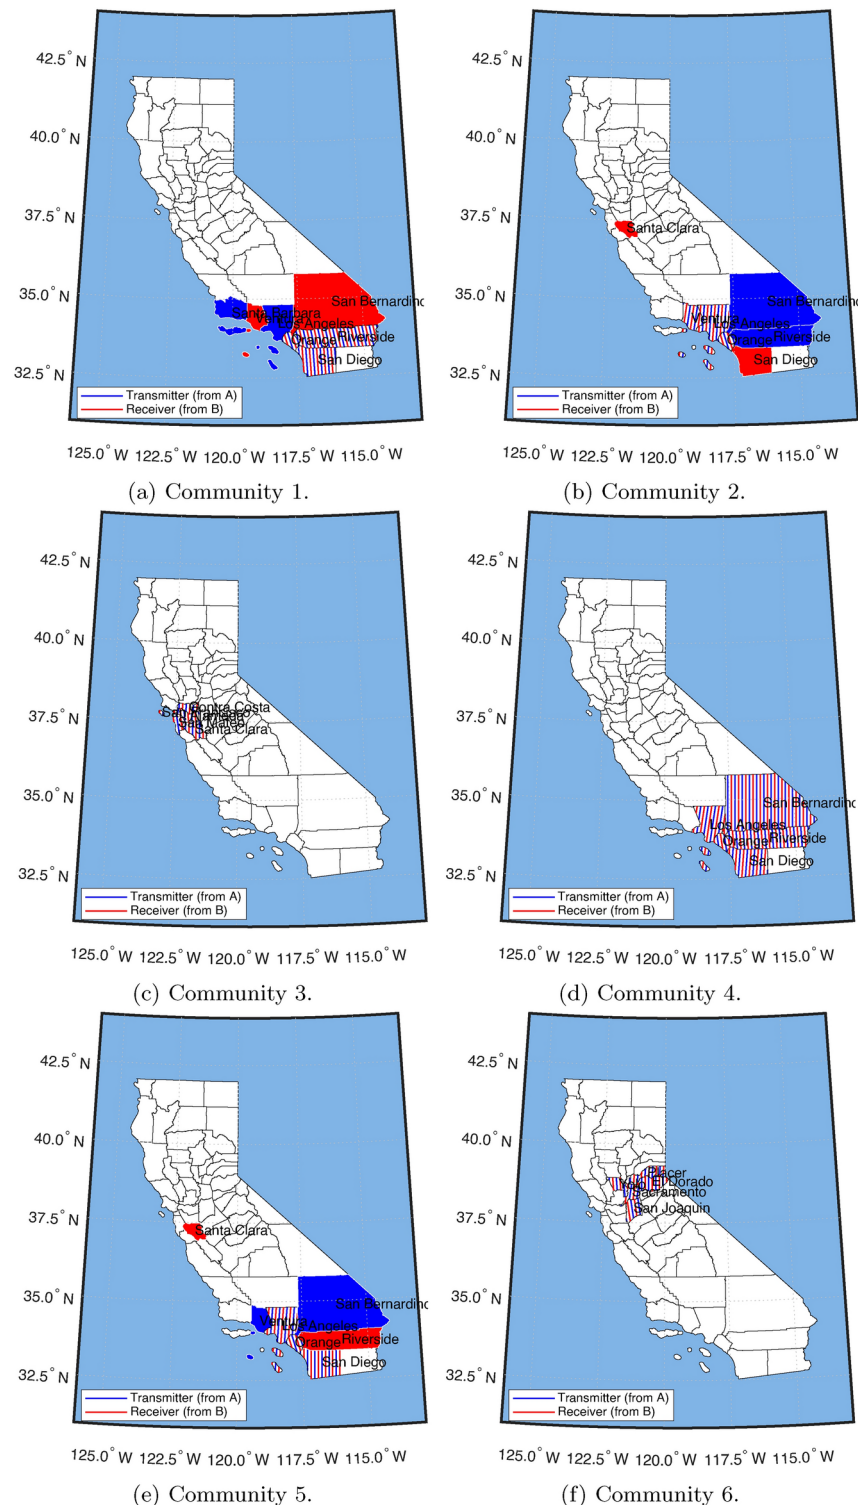 42.5° N
40.0° N
37.5° N
35.0° N
32.5° N
San Bernardino
Santa Barbara
Ventura
Los Angeles
Riverside
Orange
San Diego
Transmitter (from A)
Receiver (from B)
125.0° W 122.5° W 120.0° W 117.5° W 115.0° W
(a) Community 1.
42.5° N
40.0° N
37.5° N
35.0° N
32.5° N
Santa Clara
San Bernardino
Ventura
Los Angeles
Riverside
Orange
San Diego
Transmitter (from A)
Receiver (from B)
125.0° W 122.5° W 120.0° W 117.5° W 115.0° W
(b) Community 2.
42.5° N
40.0° N
37.5° N
35.0° N
32.5° N
Contra Costa
San Francisco
Alameda
San Mateo
Santa Clara
Transmitter (from A)
Receiver (from B)
125.0° W 122.5° W 120.0° W 117.5° W 115.0° W
(c) Community 3.
42.5° N
40.0° N
37.5° N
35.0° N
32.5° N
San Bernardino
Los Angeles
Riverside
Orange
San Diego
Transmitter (from A)
Receiver (from B)
125.0° W 122.5° W 120.0° W 117.5° W 115.0° W
(d) Community 4.
42.5° N
40.0° N
37.5° N
35.0° N
32.5° N
Santa Clara
San Bernardino
Ventura
Los Angeles
Riverside
Orange
San Diego
Transmitter (from A)
Receiver (from B)
125.0° W 122.5° W 120.0° W 117.5° W 115.0° W
(e) Community 5.
42.5° N
40.0° N
37.5° N
35.0° N
32.5° N
Placer
El Dorado
Yolo
Sacramento
San Joaquin
Transmitter (from A)
Receiver (from B)
125.0° W 122.5° W 120.0° W 117.5° W 115.0° W
(f) Community 6.